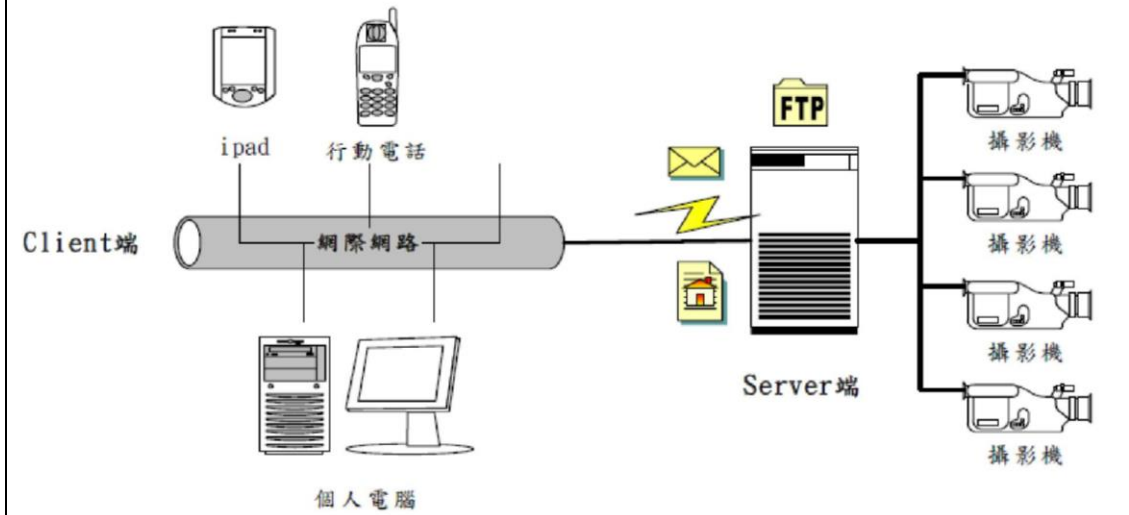 FTP
ipad
行動電話
攝影機
Client端
網際網路
攝影機
攝影機
Server端
攝影機
個人電腦